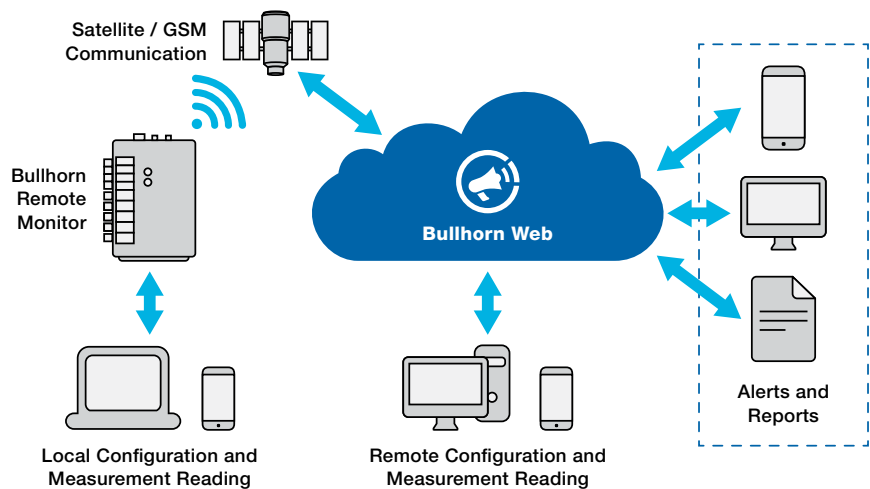 Satellite / GSM
Communication
Bullhorn
Remote
Monitor
Bullhorn Web
Alerts and
Reports
Local Configuration and
Measurement Reading
Remote Configuration and
Measurement Reading